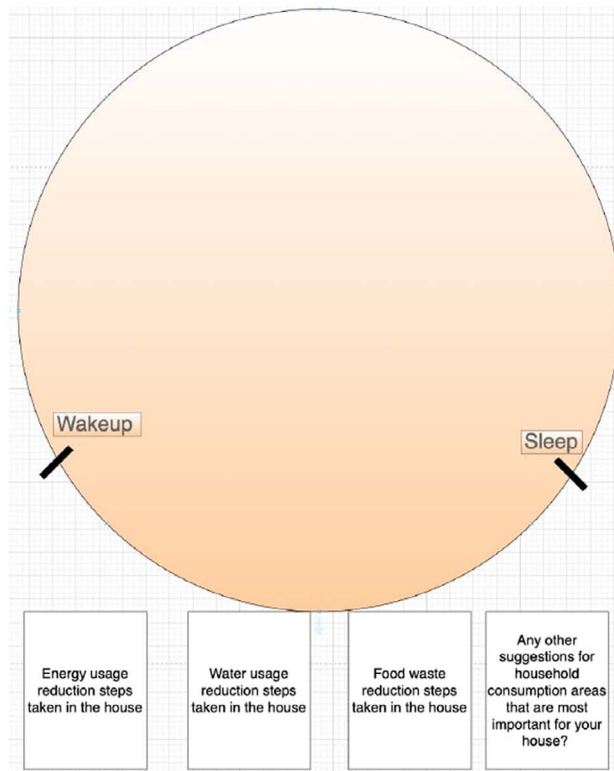 Wakeup
Sleep
Energy usage
reduction steps
taken in the house
Water usage
reduction steps
taken in the house
Food waste
reduction steps
taken in the house
Any other
suggestions for
household
consumption areas
that are most
important for your
house?